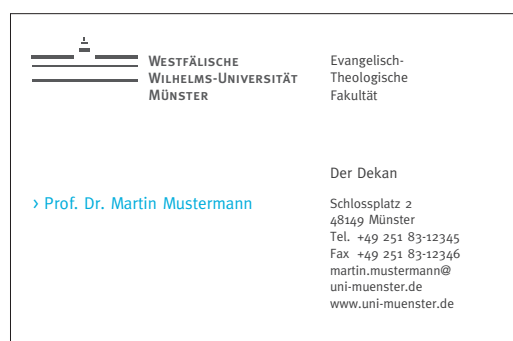 Westfälische
Wilhelms-Universität
Münster
Evangelisch-
Theologische
Fakultät
Der Dekan
> Prof. Dr. Martin Mustermann
Schlossplatz 2
48149 Münster
Tel. +49 251 83-12345
Fax +49 251 83-12346
martin.mustermann@
uni-muenster.de
www.uni-muenster.de